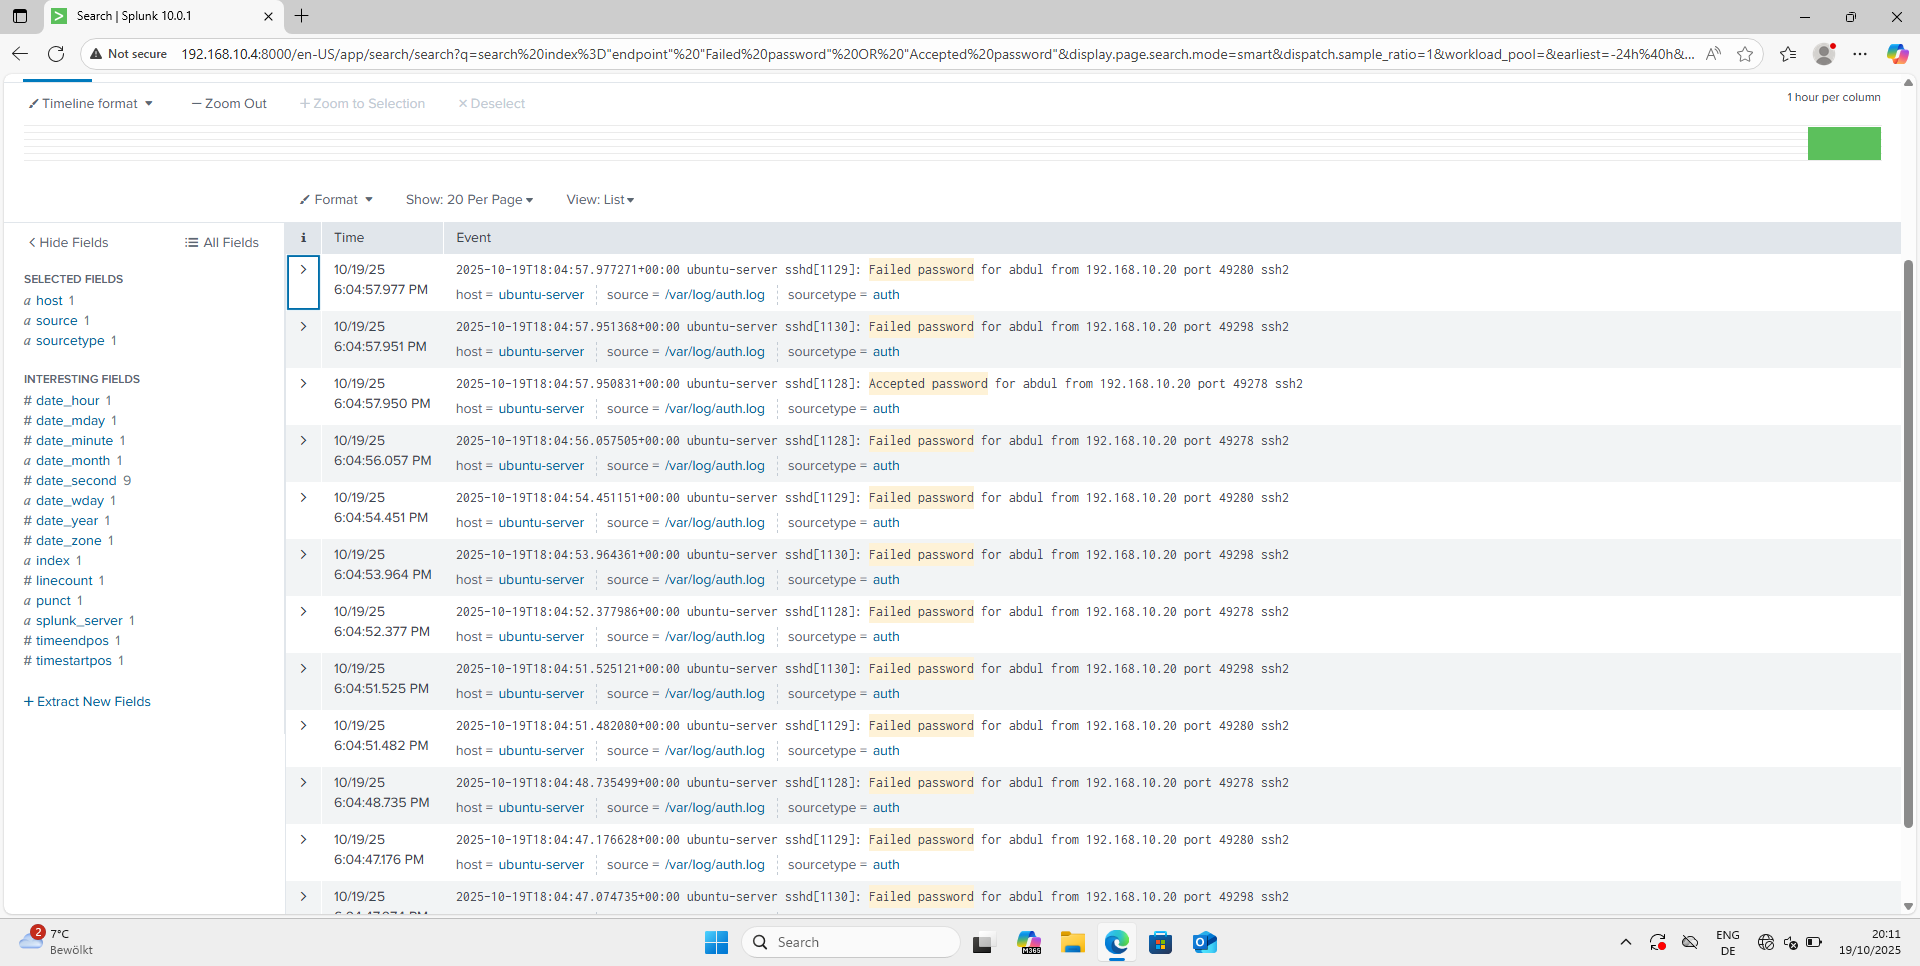 Search | Splunk 10.0.1
Not secure 192.168.10.4:8000/en-US/app/search/search?q=search%20index%3D"endpoint"%20"Failed%20password"%20OR%20"Accepted%20password"&display.page.search.mode=smart&dispatch.sample_ratio=1&workload_pool=&earliest=-24h%40h&...
Timeline format — Zoom Out + Zoom to Selection × Deselect 1 hour per column
Format Show: 20 Per Page View: List
Hide Fields All Fields
i Time Event
SELECTED FIELDS
a host 1
a source 1
a sourcetype 1
INTERESTING FIELDS
# date_hour 1
# date_mday 1
# date_minute 1
a date_month 1
# date_second 9
a date_wday 1
# date_year 1
# date_zone 1
a index 1
# linecount 1
a punct 1
a splunk_server 1
# timeendpos 1
# timestartpos 1
+ Extract New Fields
10/19/25 2025-10-19T18:04:57.977271+00:00 ubuntu-server sshd[1129]: Failed password for abdul from 192.168.10.20 port 49280 ssh2
6:04:57.977 PM host = ubuntu-server source = /var/log/auth.log sourcetype = auth
10/19/25 2025-10-19T18:04:57.951368+00:00 ubuntu-server sshd[1130]: Failed password for abdul from 192.168.10.20 port 49298 ssh2
6:04:57.951 PM host = ubuntu-server source = /var/log/auth.log sourcetype = auth
10/19/25 2025-10-19T18:04:57.950831+00:00 ubuntu-server sshd[1128]: Accepted password for abdul from 192.168.10.20 port 49278 ssh2
6:04:57.950 PM host = ubuntu-server source = /var/log/auth.log sourcetype = auth
10/19/25 2025-10-19T18:04:56.057505+00:00 ubuntu-server sshd[1128]: Failed password for abdul from 192.168.10.20 port 49278 ssh2
6:04:56.057 PM host = ubuntu-server source = /var/log/auth.log sourcetype = auth
10/19/25 2025-10-19T18:04:54.451151+00:00 ubuntu-server sshd[1129]: Failed password for abdul from 192.168.10.20 port 49280 ssh2
6:04:54.451 PM host = ubuntu-server source = /var/log/auth.log sourcetype = auth
10/19/25 2025-10-19T18:04:53.964361+00:00 ubuntu-server sshd[1130]: Failed password for abdul from 192.168.10.20 port 49298 ssh2
6:04:53.964 PM host = ubuntu-server source = /var/log/auth.log sourcetype = auth
10/19/25 2025-10-19T18:04:52.377986+00:00 ubuntu-server sshd[1128]: Failed password for abdul from 192.168.10.20 port 49278 ssh2
6:04:52.377 PM host = ubuntu-server source = /var/log/auth.log sourcetype = auth
10/19/25 2025-10-19T18:04:51.525121+00:00 ubuntu-server sshd[1130]: Failed password for abdul from 192.168.10.20 port 49298 ssh2
6:04:51.525 PM host = ubuntu-server source = /var/log/auth.log sourcetype = auth
10/19/25 2025-10-19T18:04:51.482080+00:00 ubuntu-server sshd[1129]: Failed password for abdul from 192.168.10.20 port 49280 ssh2
6:04:51.482 PM host = ubuntu-server source = /var/log/auth.log sourcetype = auth
10/19/25 2025-10-19T18:04:48.735499+00:00 ubuntu-server sshd[1128]: Failed password for abdul from 192.168.10.20 port 49278 ssh2
6:04:48.735 PM host = ubuntu-server source = /var/log/auth.log sourcetype = auth
10/19/25 2025-10-19T18:04:47.176628+00:00 ubuntu-server sshd[1129]: Failed password for abdul from 192.168.10.20 port 49280 ssh2
6:04:47.176 PM host = ubuntu-server source = /var/log/auth.log sourcetype = auth
10/19/25 2025-10-19T18:04:47.074735+00:00 ubuntu-server sshd[1130]: Failed password for abdul from 192.168.10.20 port 49298 ssh2
2 7°C
Bewölkt
Search
M365
ENG
DE
20:11
19/10/2025